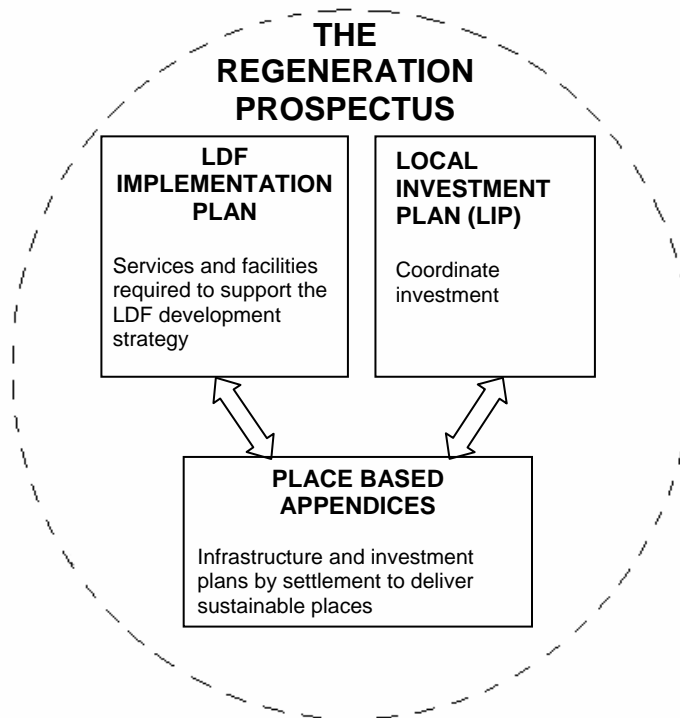 THE
REGENERATION
PROSPECTUS
LDF
IMPLEMENTATION
PLAN
Services and facilities
required to support the
LDF development
strategy
LOCAL
INVESTMENT
PLAN (LIP)
Coordinate
investment
PLACE BASED
APPENDICES
Infrastructure and investment
plans by settlement to deliver
sustainable places